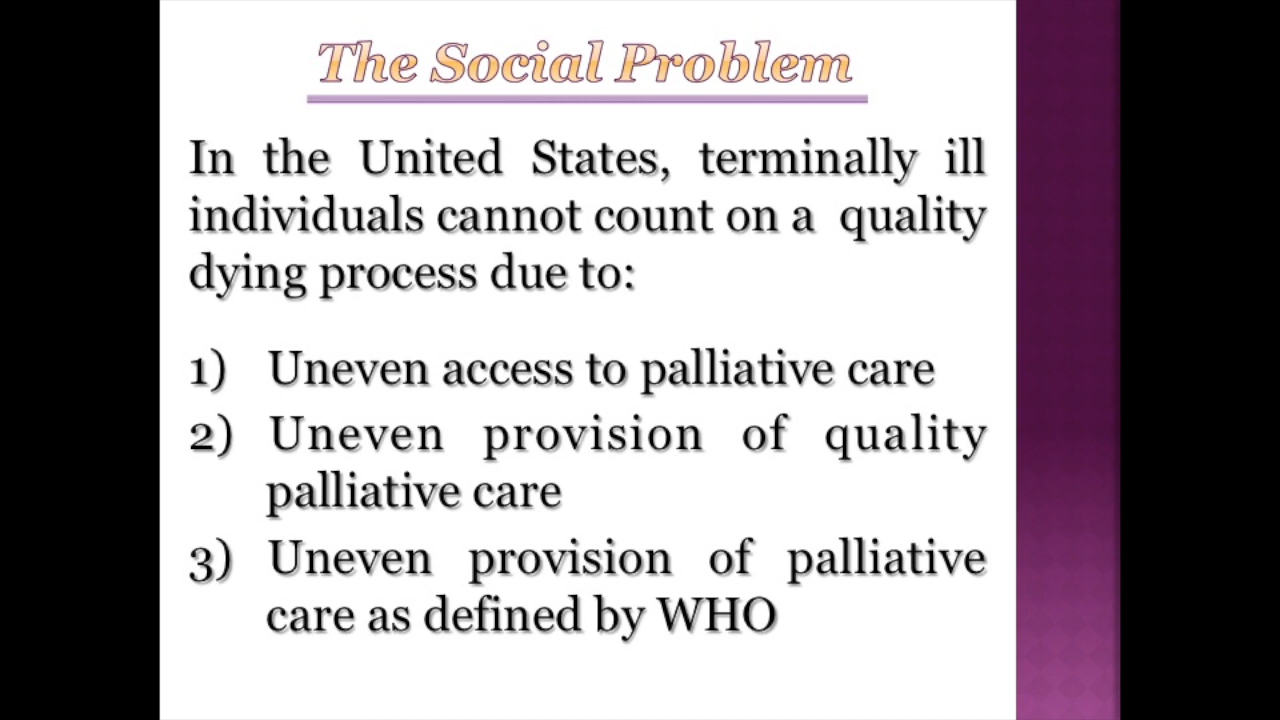 The Social Problem
In the United States, terminally ill
individuals cannot count on a quality
dying process due to:
1) Uneven access to palliative care
2) Uneven provision of quality
palliative care
3) Uneven provision of palliative
care as defined by WHO